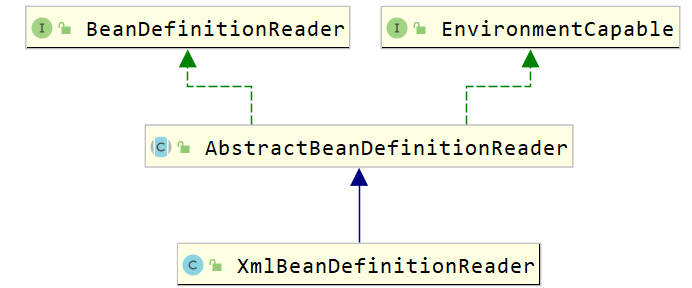 I BeanDefinitionReader
I EnvironmentCapable
C AbstractBeanDefinitionReader
C XmlBeanDefinitionReader